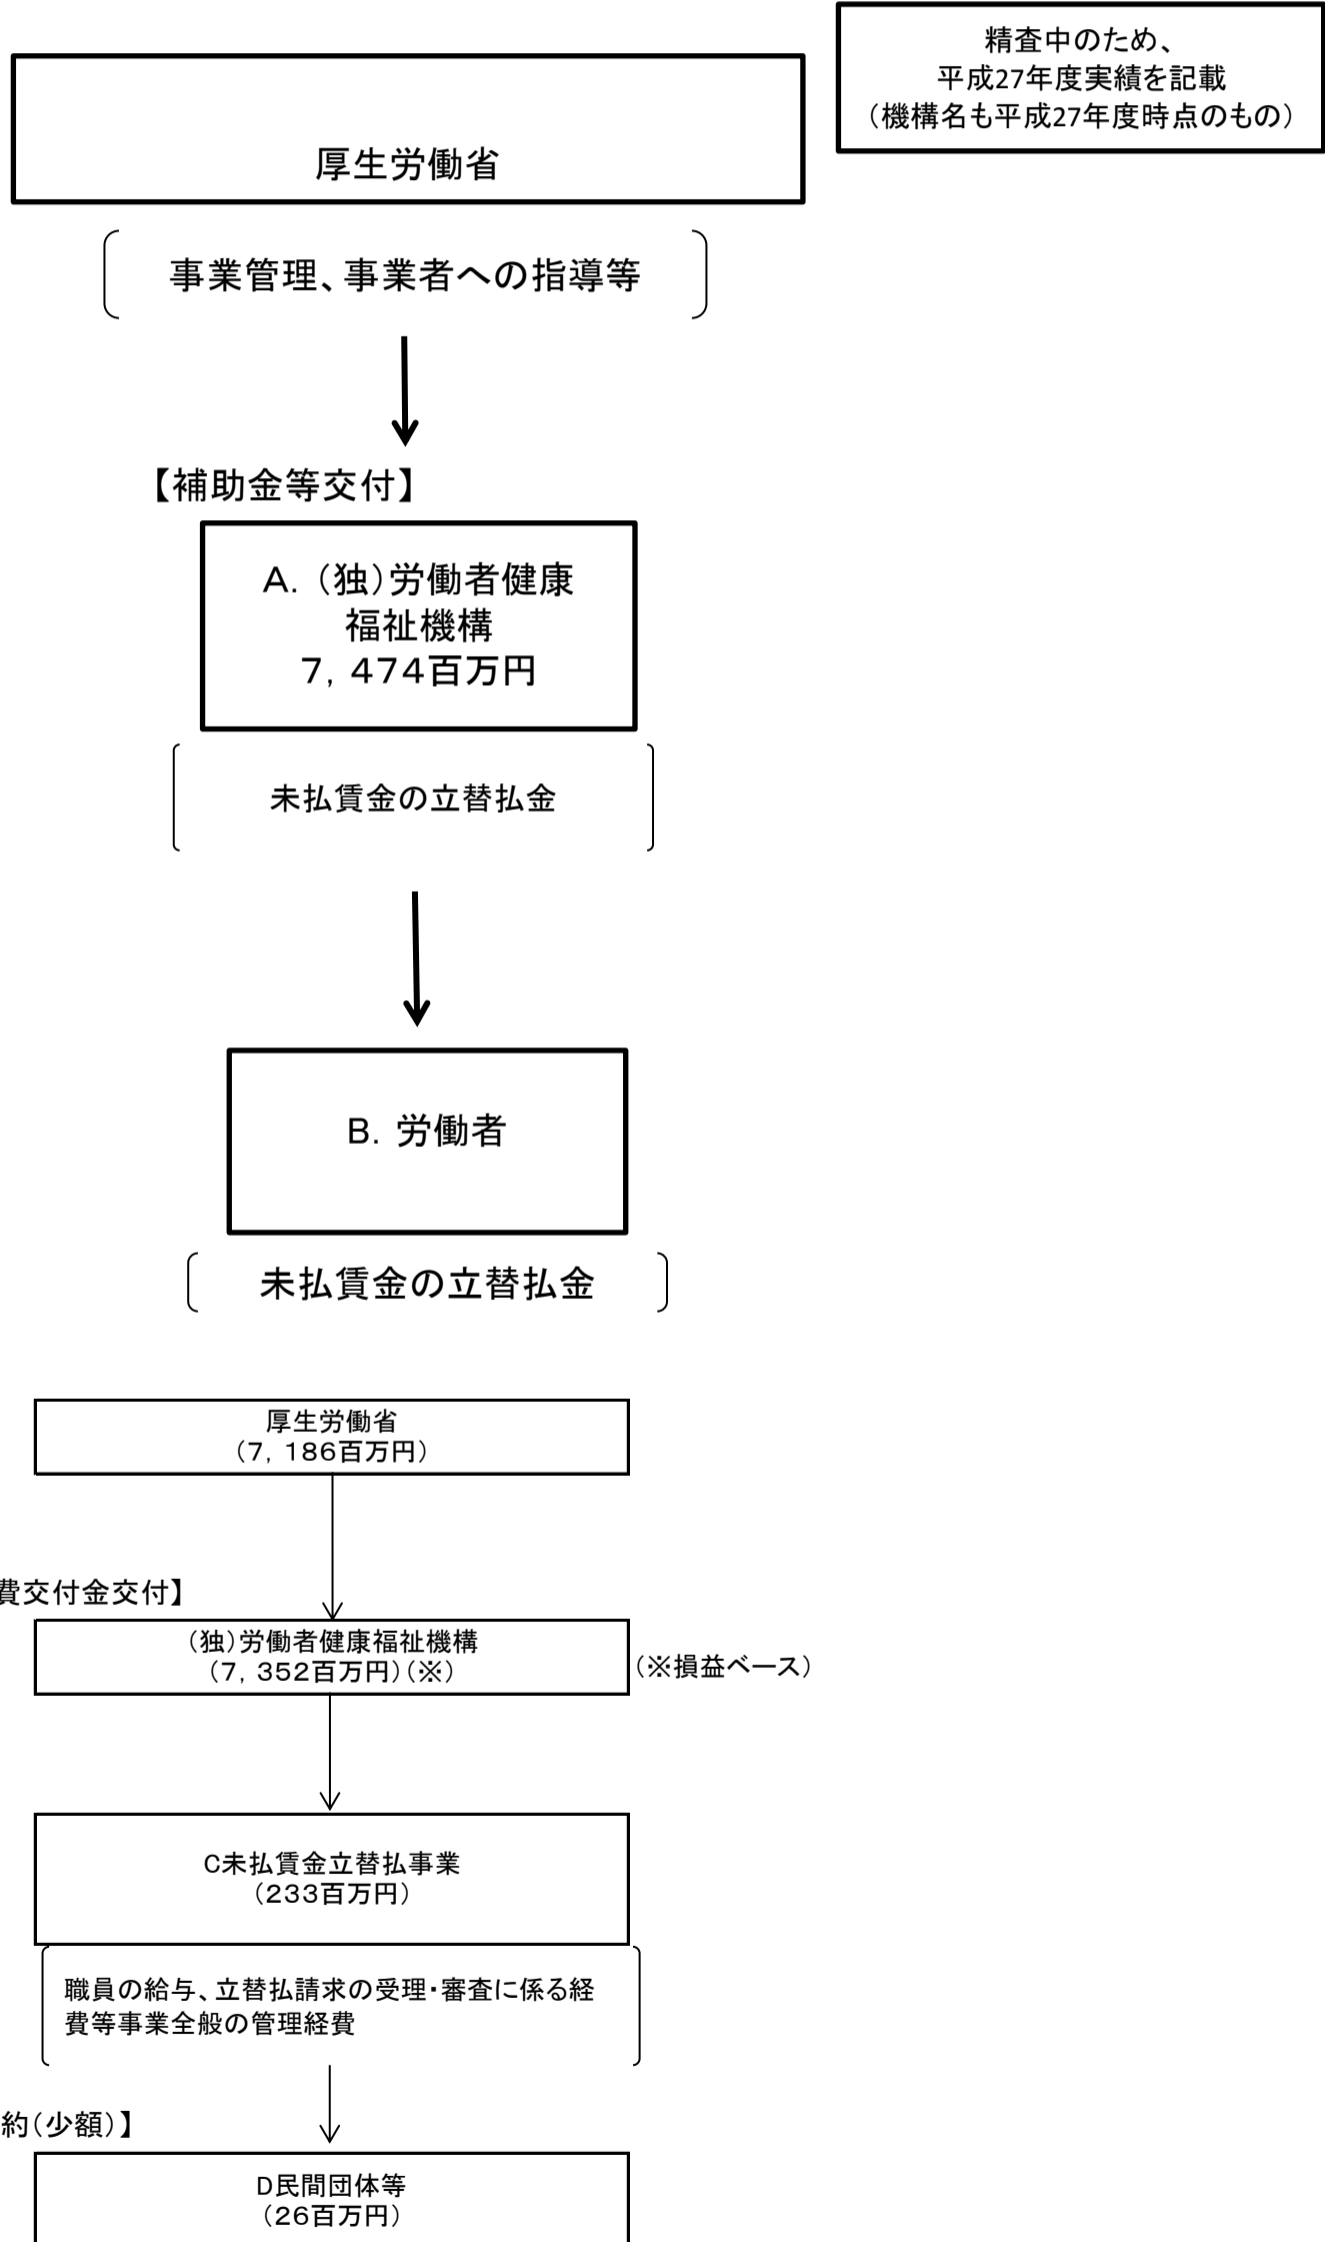 精査中のため、
平成27年度実績を記載
（機構名も平成27年度時点のもの）
厚生労働省
事業管理、事業者への指導等
【補助金等交付】
A．（独）労働者健康
福祉機構
７，４７４百万円
未払賃金の立替払金
B．労働者
未払賃金の立替払金
厚生労働省
（７，１８６百万円）
費交付金交付】
（独）労働者健康福祉機構
（７，３５２百万円）（※）
（※損益ベース）
C未払賃金立替払事業
（２３３百万円）
職員の給与、立替払請求の受理・審査に係る経
費等事業全般の管理経費
約（少額）】
D民間団体等
（２６百万円）